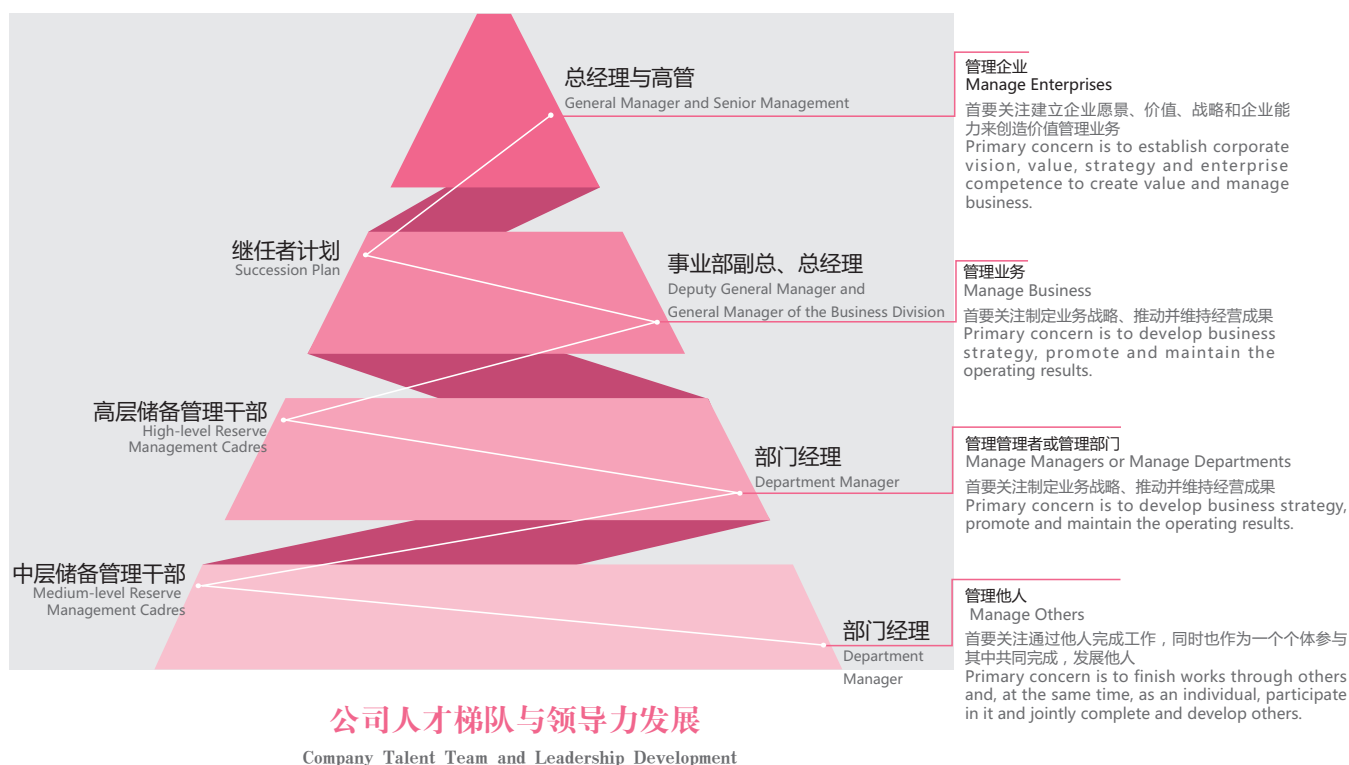 总经理与高管
General Manager and Senior Management
管理企业
Manage Enterprises
首要关注建立企业愿景、价值、战略和企业能
力来创造价值管理业务
Primary concern is to establish corporate
vision, value, strategy and enterprise
competence to create value and manage
business.
继任者计划
Succession Plan
事业部副总、总经理
Deputy General Manager and
General Manager of the Business Division
管理业务
Manage Business
首要关注制定业务战略、推动并维持经营成果
Primary concern is to develop business
strategy, promote and maintain the
operating results.
高层储备管理干部
High-level Reserve
Management Cadres
部门经理
Department Manager
管理管理者或管理部门
Manage Managers or Manage Departments
首要关注制定业务战略、推动并维持经营成果
Primary concern is to develop business strategy,
promote and maintain the operating results.
中层储备管理干部
Medium-level Reserve
Management Cadres
部门经理
Department
Manager
管理他人
Manage Others
首要关注通过他人完成工作，同时也作为一个个体参与
其中共同完成，发展他人
Primary concern is to finish works through others
and, at the same time, as an individual, participate
in it and jointly complete and develop others.
公司人才梯队与领导力发展
Company Talent Team and Leadership Development